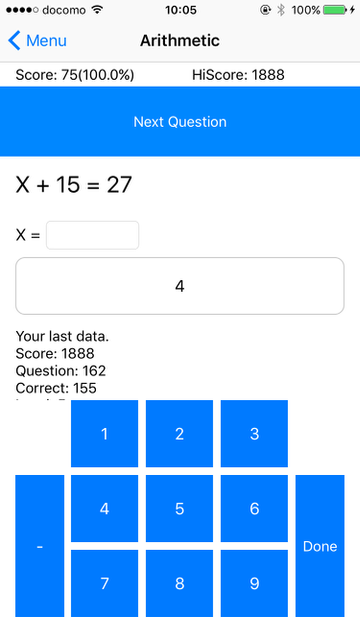 docomo 10:05 100%
Menu Arithmetic
Score: 75(100.0%) HiScore: 1888
Next Question
X + 15 = 27
X =
4
Your last data.
Score: 1888
Question: 162
Correct: 155
1 2 3
4 5 6
- Done
7 8 9